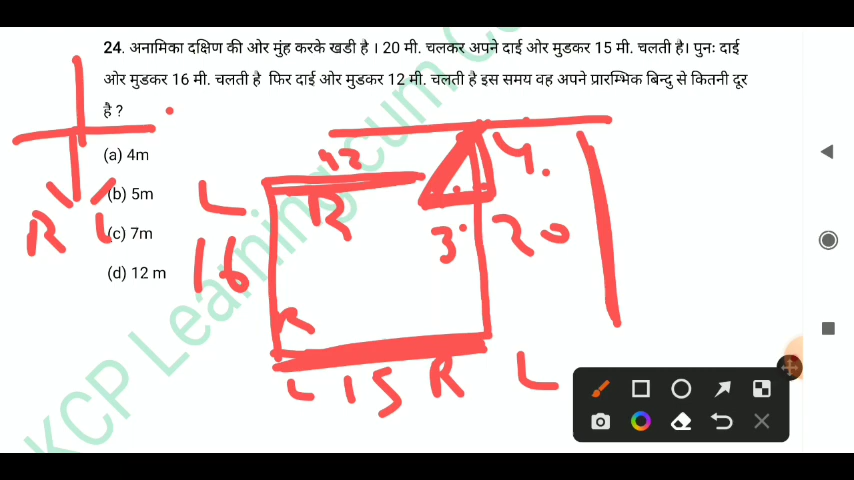 24. अनामिका दक्षिण की ओर मुंह करके खडी है । 20 मी. चलकर अपने दाई ओर मुडकर 15 मी. चलती है। पुनः दाई
ओर मुडकर 16 मी. चलती है फिर दाई ओर मुडकर 12 मी. चलती है इस समय वह अपने प्रारम्भिक बिन्दु से कितनी दूर
है ?
(a) 4m
(b) 5m
(c) 7m
(d) 12 m
12
4.
L
R
R L
16
3
20
R
L 15 R L
KCP Learning cum Co